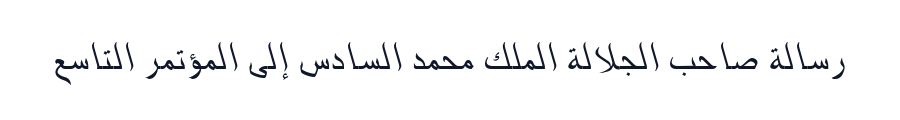 رسالة صاحب الجلالة الملك محمد السادس إلى المؤتمر التاسع